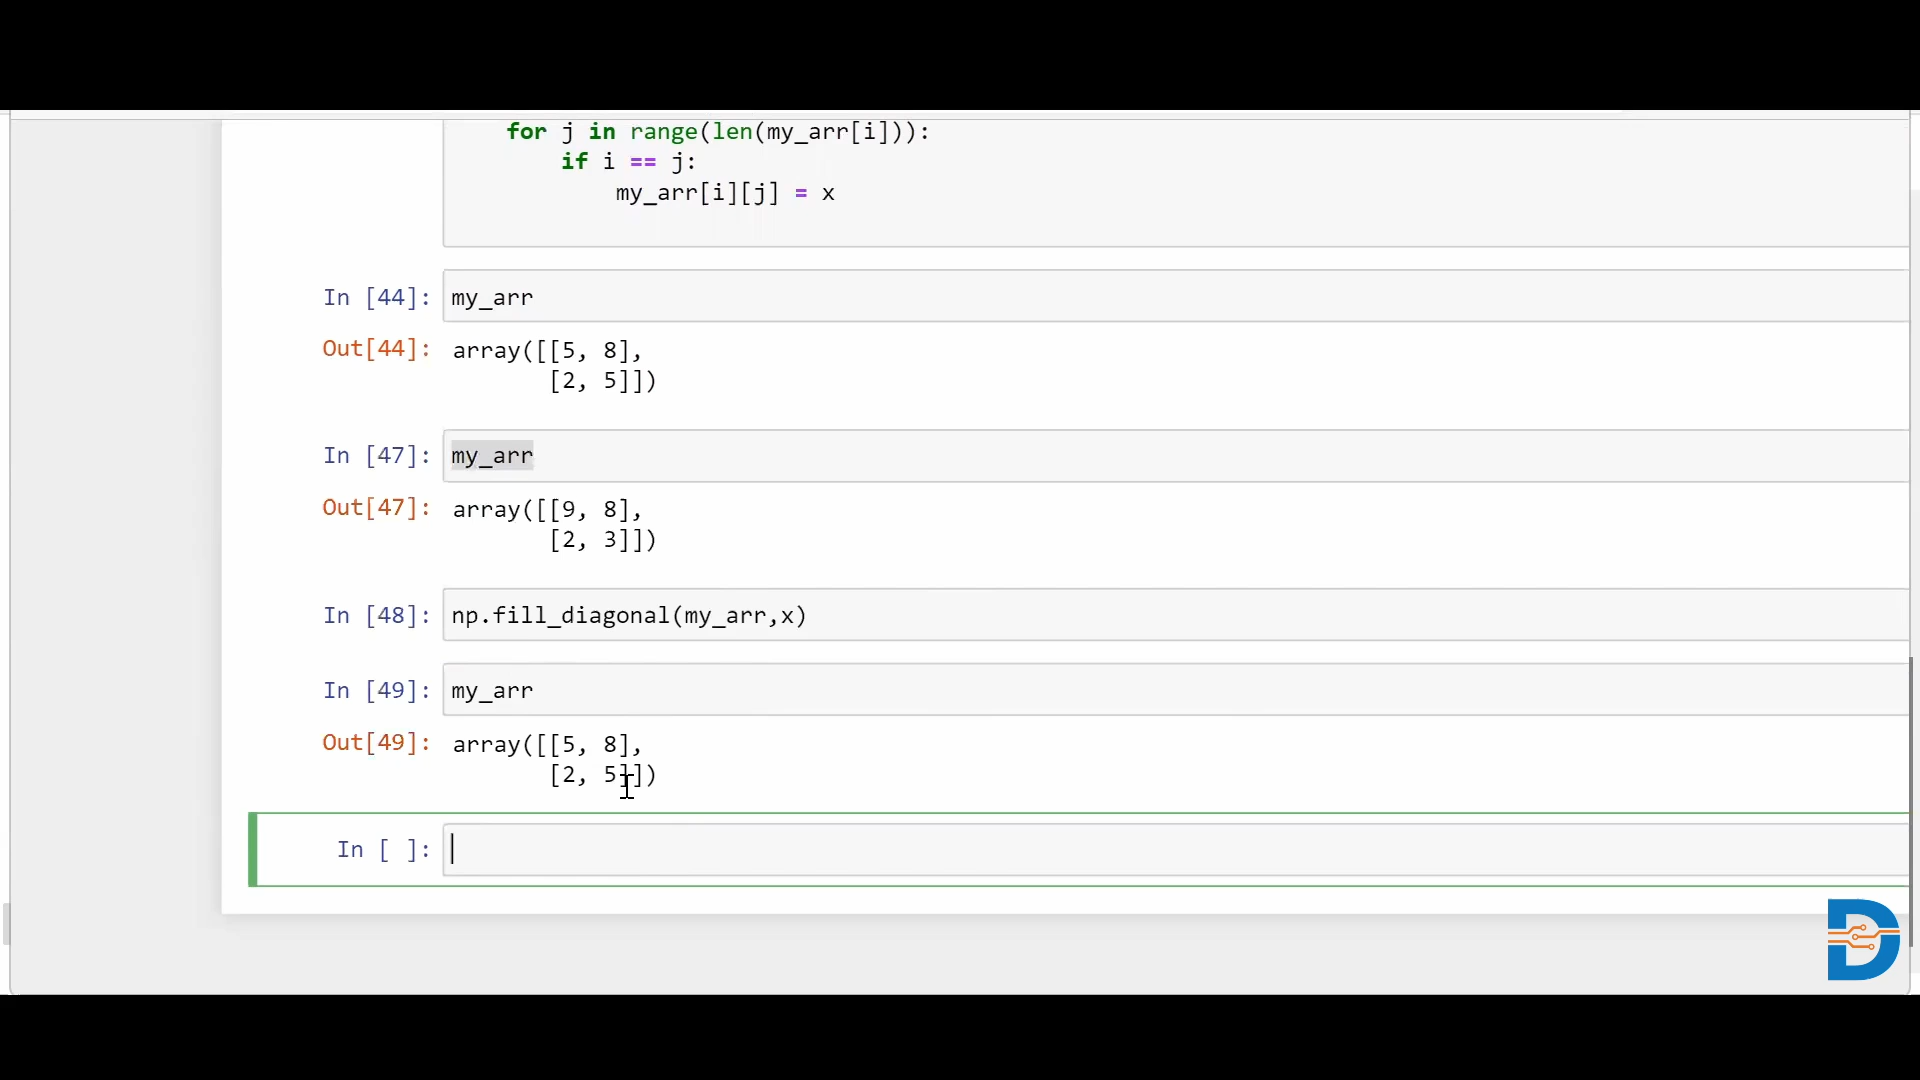 for j in range(len(my_arr[i])):
if i == j:
my_arr[i][j] = x
In [44]: my_arr
Out[44]: array([[5, 8],
[2, 5]])
In [47]: my_arr
Out[47]: array([[9, 8],
[2, 3]])
In [48]: np.fill_diagonal(my_arr,x)
In [49]: my_arr
Out[49]: array([[5, 8],
[2, 5]])
In [ ]:
D